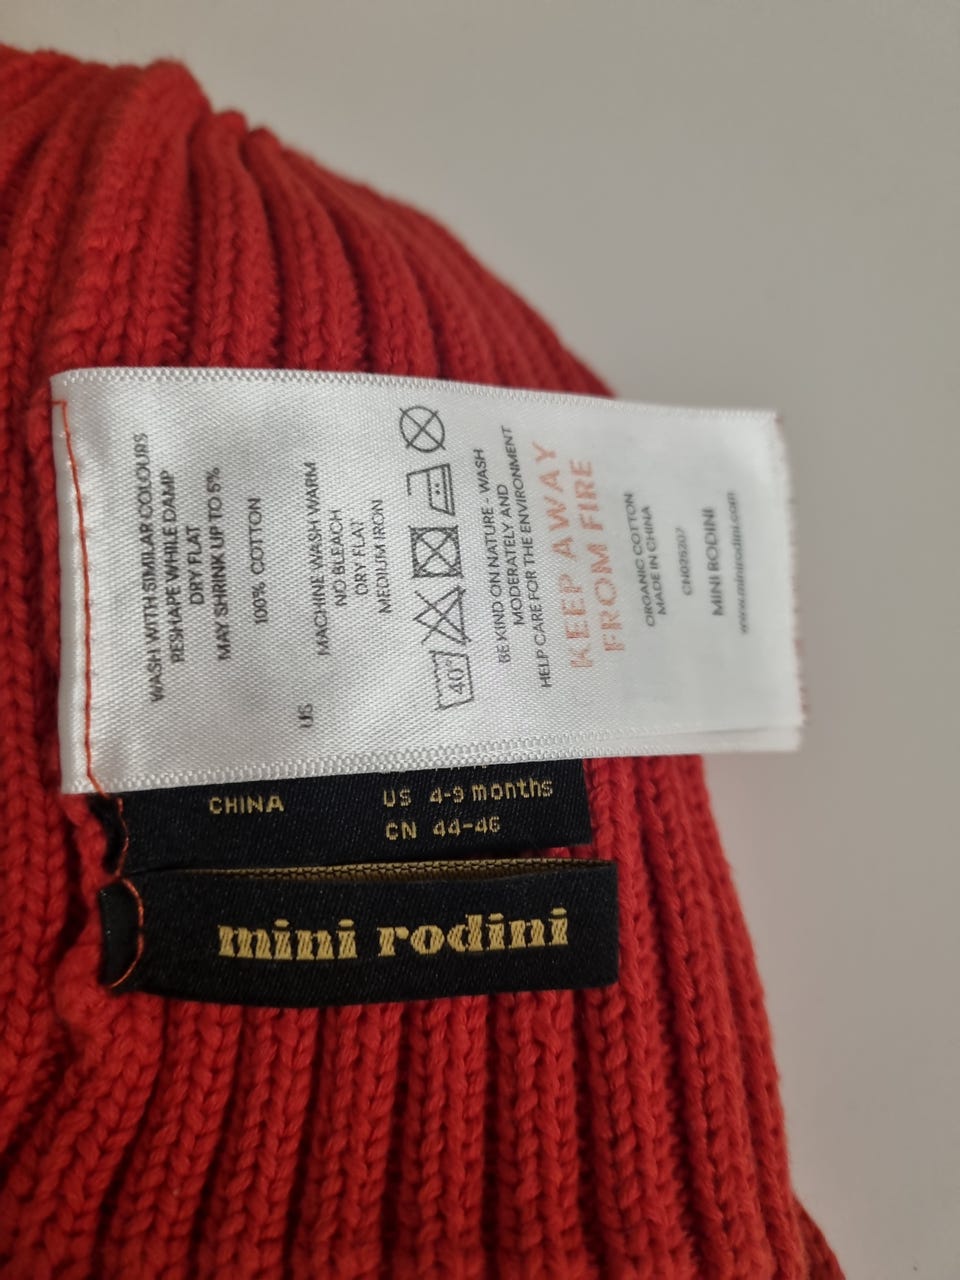 WASH WITH SIMILAR COLOURS
RESHAPE WHILE DAMP
DRY FLAT
MAY SHRINK UP TO 5%
100% COTTON
US
MACHINE WASH WARM
NO BLEACH
DRY FLAT
MEDIUM IRON
40°
BE KIND ON NATURE - WASH
MODERATELY AND
HELP CARE FOR THE ENVIRONMENT
KEEP AWAY
FROM FIRE
ORGANIC COTTON
MADE IN CHINA
MINI RODINI
www.minirodini.com
CHINA
US 4-9 months
CN 44-46
mini rodini